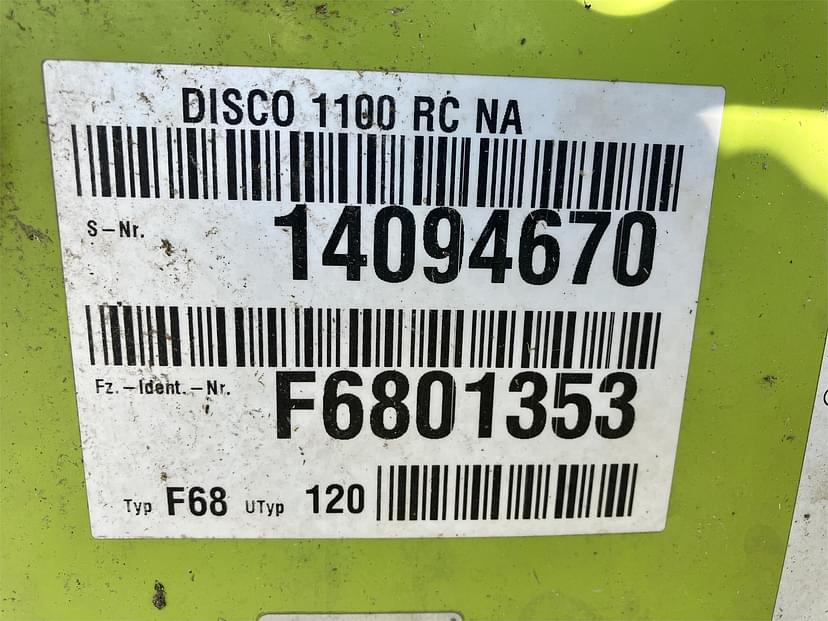 DISCO 1100 RC NA
S-Nr. 14094670
Fz.-Ident.-Nr. F6801353
Typ F68 UTyp 120